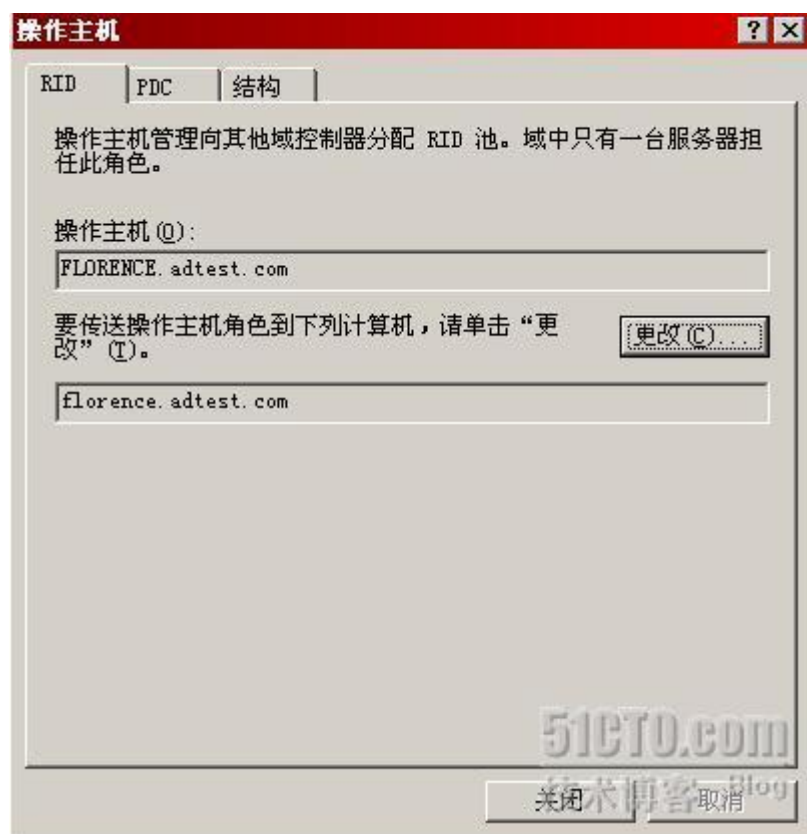 操作主机
RID
PDC
结构
操作主机管理向其他域控制器分配 RID 池。域中只有一台服务器担
任此角色。
操作主机(O):
FLORENCE.adtest.com
要传送操作主机角色到下列计算机，请单击“更
改”(T)。
更改(C)...
florence.adtest.com
51CTO.com
技术博客 Blog
关闭
取消